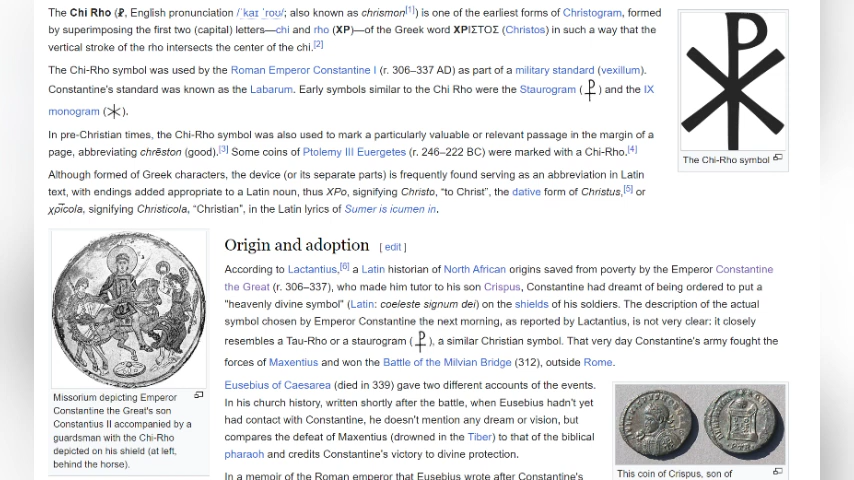 The Chi Rho (☧, English pronunciation /ˈkaɪ ˈroʊ/; also known as chrismon[1]) is one of the earliest forms of Christogram, formed
by superimposing the first two (capital) letters—chi and rho (ΧΡ)—of the Greek word ΧΡΙΣΤΟΣ (Christos) in such a way that the
vertical stroke of the rho intersects the center of the chi.[2]
The Chi-Rho symbol was used by the Roman Emperor Constantine I (r. 306–337 AD) as part of a military standard (vexillum).
Constantine's standard was known as the Labarum. Early symbols similar to the Chi Rho were the Staurogram (⳨) and the IX
monogram (
).
The Chi-Rho symbol
In pre-Christian times, the Chi-Rho symbol was also used to mark a particularly valuable or relevant passage in the margin of a
page, abbreviating chrēston (good).[3] Some coins of Ptolemy III Euergetes (r. 246–222 BC) were marked with a Chi-Rho.[4]
Although formed of Greek characters, the device (or its separate parts) is frequently found serving as an abbreviation in Latin
text, with endings added appropriate to a Latin noun, thus XPo, signifying Christo, "to Christ", the dative form of Christus,[5] or
χρ̅icola, signifying Christicola, "Christian", in the Latin lyrics of Sumer is icumen in.
Origin and adoption [ edit ]
According to Lactantius,[6] a Latin historian of North African origins saved from poverty by the Emperor Constantine
the Great (r. 306–337), who made him tutor to his son Crispus, Constantine had dreamt of being ordered to put a
"heavenly divine symbol" (Latin: coeleste signum dei) on the shields of his soldiers. The description of the actual
symbol chosen by Emperor Constantine the next morning, as reported by Lactantius, is not very clear: it closely
resembles a Tau-Rho or a staurogram (⳨), a similar Christian symbol. That very day Constantine's army fought the
forces of Maxentius and won the Battle of the Milvian Bridge (312), outside Rome.
Missorium depicting Emperor
Constantine the Great's son
Constantius II accompanied by a
guardsman with the Chi-Rho
depicted on his shield (at left,
behind the horse).
Eusebius of Caesarea (died in 339) gave two different accounts of the events.
In his church history, written shortly after the battle, when Eusebius hadn't yet
had contact with Constantine, he doesn't mention any dream or vision, but
compares the defeat of Maxentius (drowned in the Tiber) to that of the biblical
pharaoh and credits Constantine's victory to divine protection.
In a memoir of the Roman emperor that Eusebius wrote after Constantine's
This coin of Crispus, son of